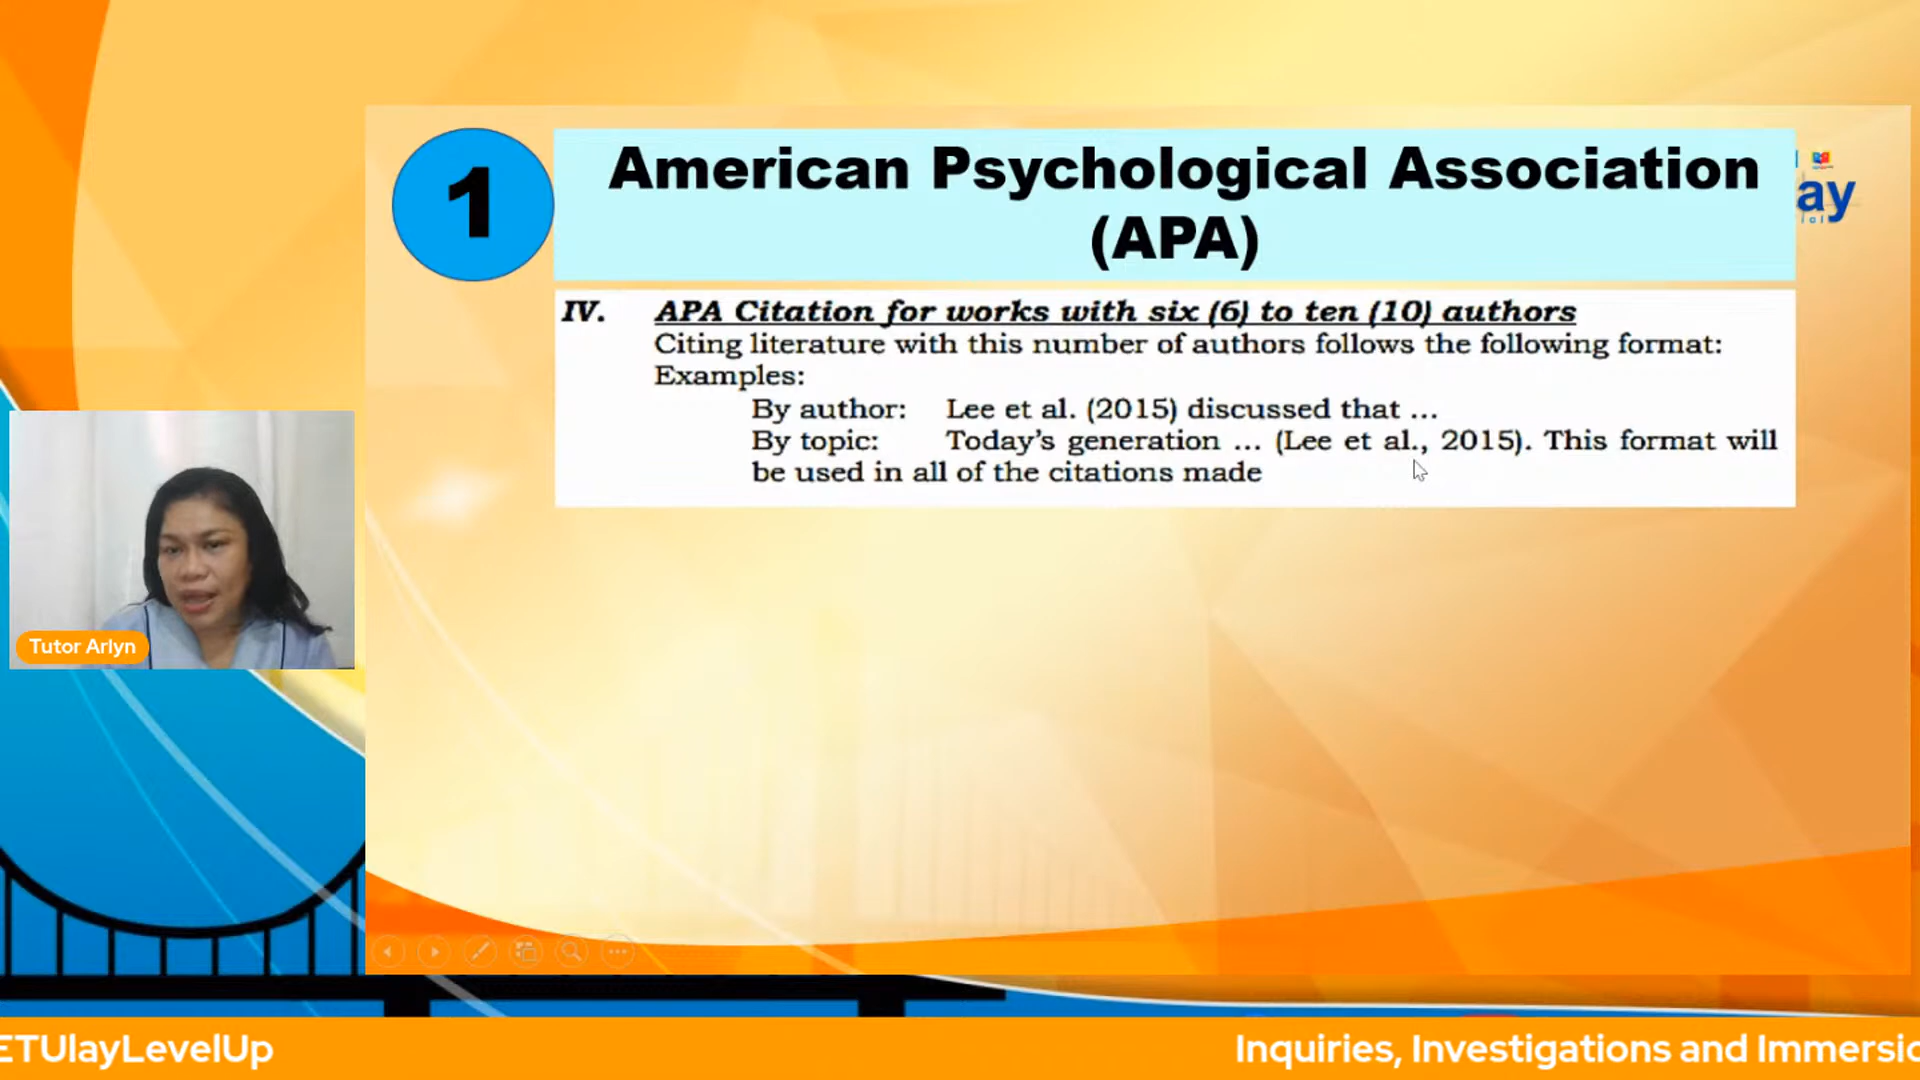 1
American Psychological Association
(APA)
ay
IV. APA Citation for works with six (6) to ten (10) authors
Citing literature with this number of authors follows the following format:
Examples:
By author: Lee et al. (2015) discussed that ...
By topic: Today's generation ... (Lee et al., 2015). This format will
be used in all of the citations made
Tutor Arlyn
ETUlayLevelUp
Inquiries, Investigations and Immersio